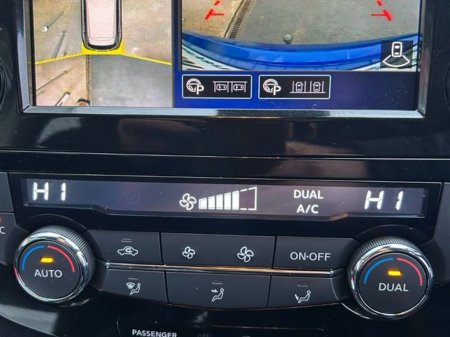 P P
HI DUAL A/C HI
AUTO ON·OFF DUAL
PASSENGER